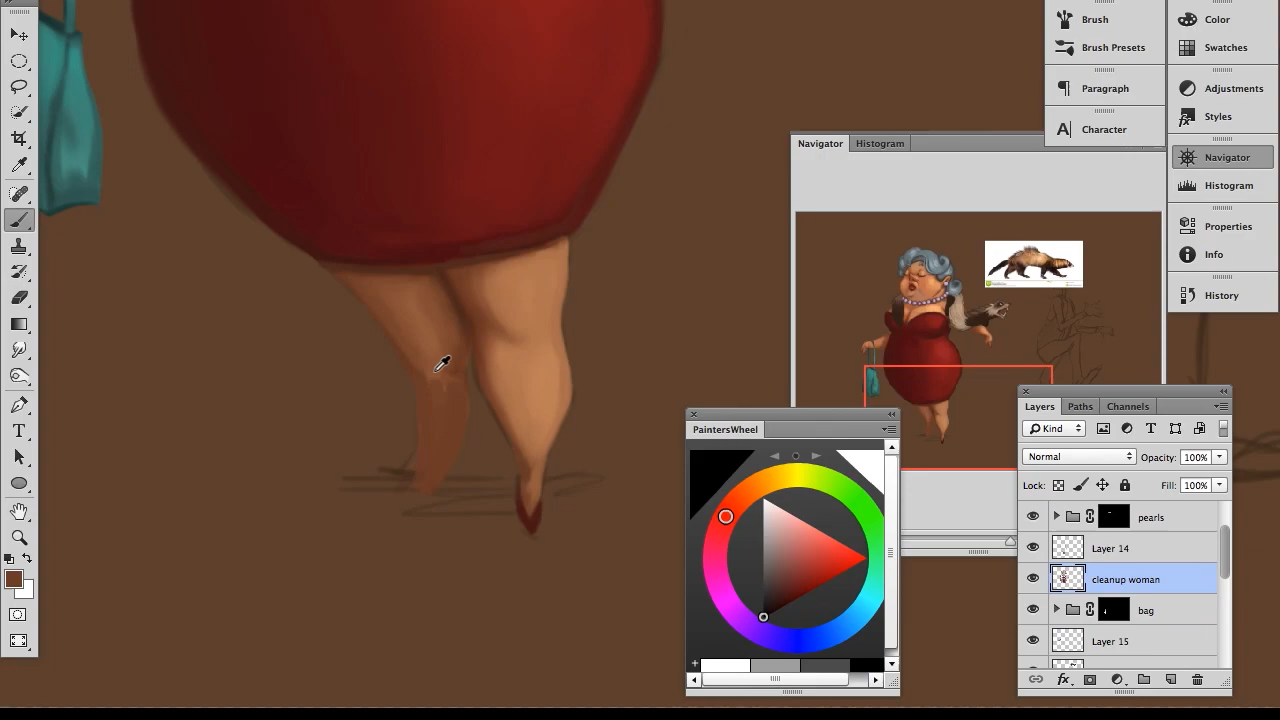 Brush
Brush Presets
Paragraph
Character
Color
Swatches
Adjustments
Styles
Navigator
Histogram
Properties
Info
History
Navigator
Histogram
PaintersWheel
Layers
Paths
Channels
Kind
Normal
Opacity: 100%
Lock:
Fill: 100%
pearls
Layer 14
cleanup woman
bag
Layer 15